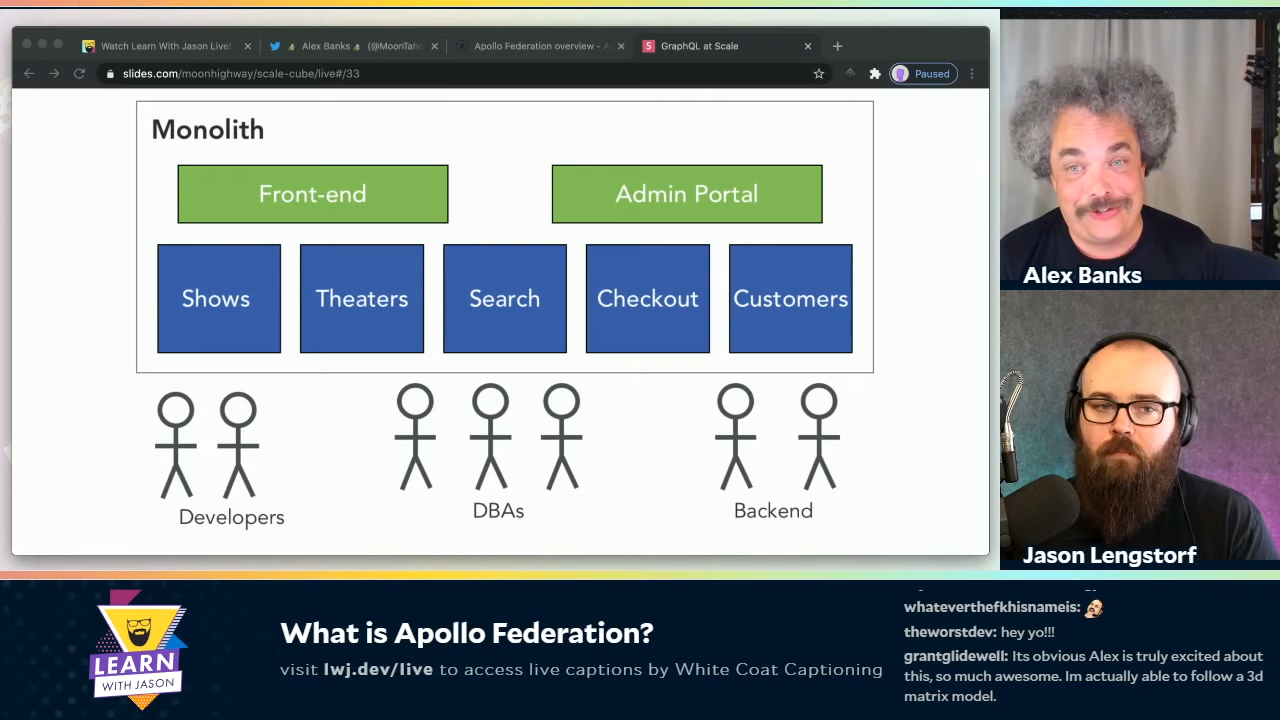 Watch Learn With Jason Live!
Alex Banks (@MoonTah
Apollo Federation overview - A
GraphQL at Scale
slides.com/moonhighway/scale-cube/live#/33
Paused
Monolith
Front-end
Admin Portal
Shows
Theaters
Search
Checkout
Customers
Developers
DBAs
Backend
Alex Banks
Jason Lengstorf
LEARN
WITH JASON
What is Apollo Federation?
visit lwj.dev/live to access live captions by White Coat Captioning
whateverthefkhisnameis:
theworstdev: hey yo!!!
grantglidewell: Its obvious Alex is truly excited about
this, so much awesome. Im actually able to follow a 3d
matrix model.